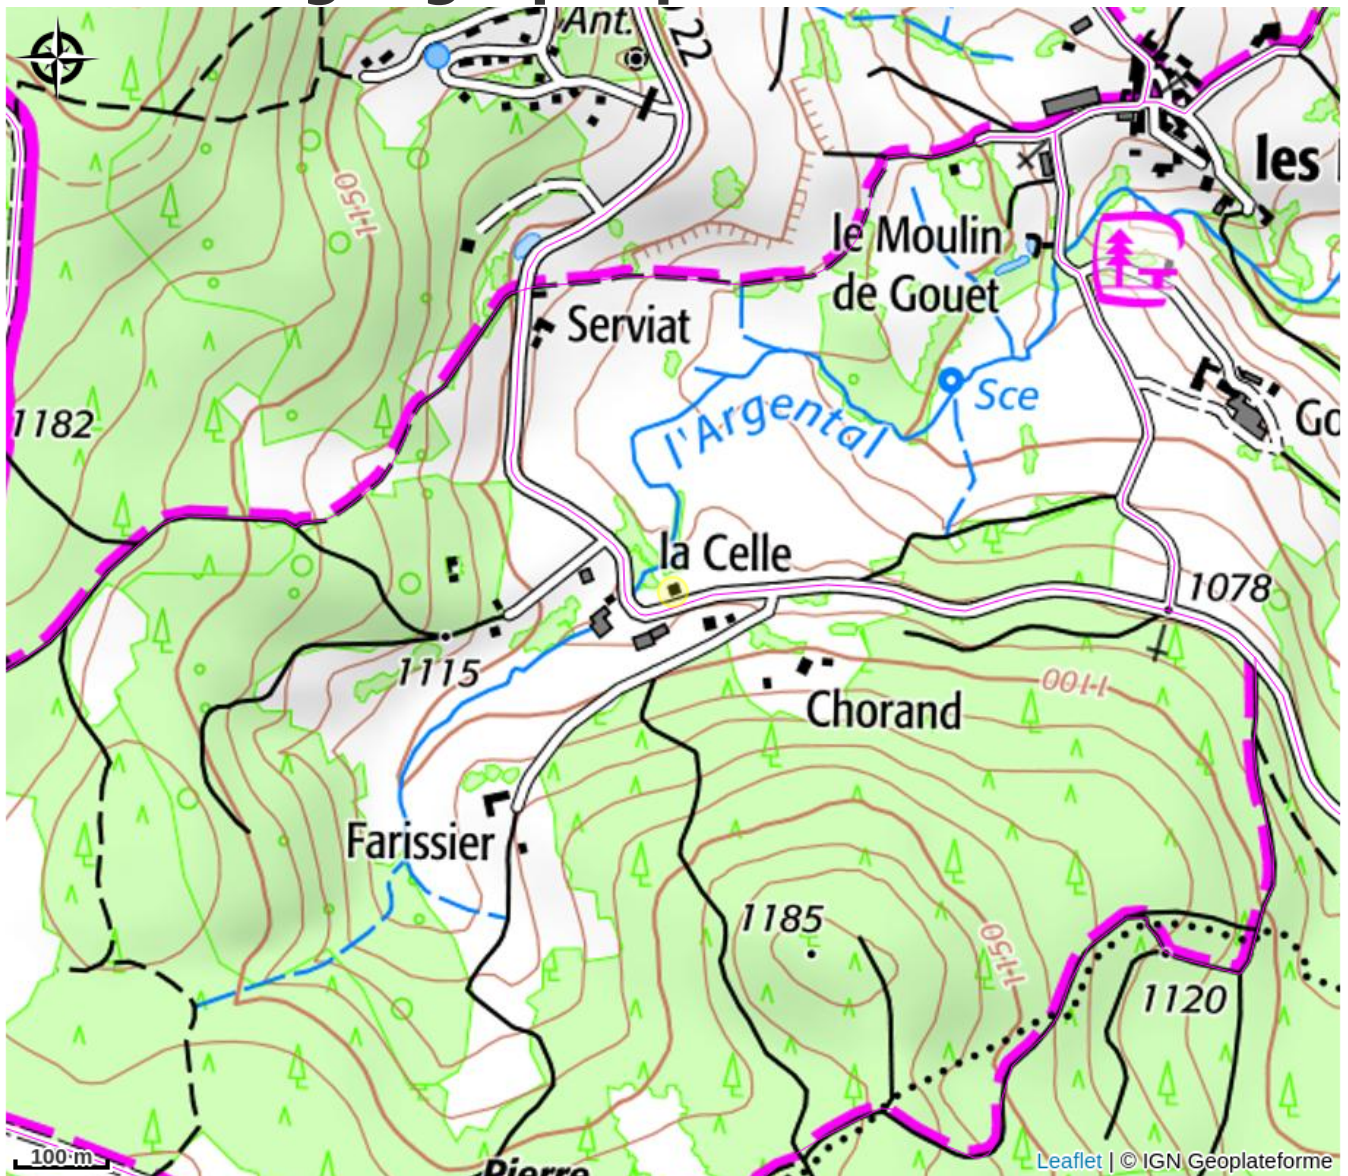 Ant.
22
les
1150
le Moulin
de Gouet
Serviat
1182
Sce
l'Argental
Go
la Celle
1078
1115
1100
Chorand
Farissier
1185
1150
1120
100 m
Pierre
Leaflet | © IGN Geoplateforme